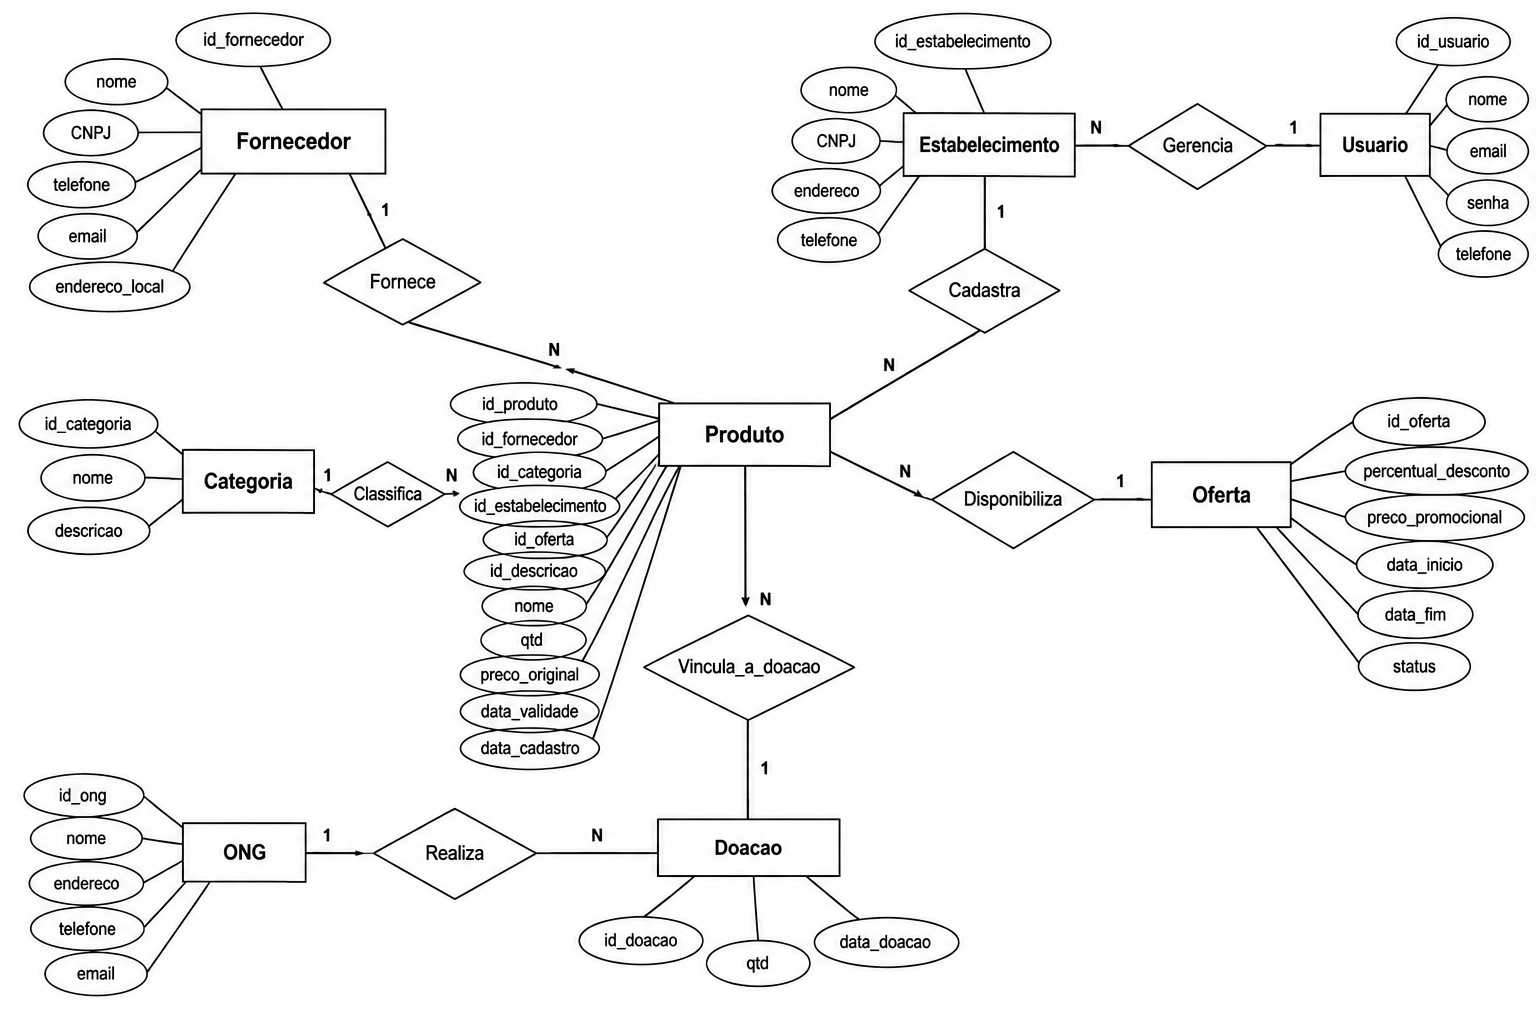 id_fornecedor
nome
CNPJ
telefone
email
endereco_local
Fornecedor
1
Fornece
N
id_estabelecimento
nome
CNPJ
endereco
telefone
Estabelecimento
N
Gerencia
1
Usuario
id_usuario
nome
email
senha
telefone
1
Cadastra
N
id_categoria
nome
descricao
Categoria
1
Classifica
N
id_produto
id_fornecedor
id_categoria
id_estabelecimento
id_oferta
id_descricao
nome
qtd
preco_original
data_validade
data_cadastro
Produto
N
Disponibiliza
1
Oferta
id_oferta
percentual_desconto
preco_promocional
data_inicio
data_fim
status
N
Vincula_a_doacao
1
id_ong
nome
endereco
telefone
email
ONG
1
Realiza
N
Doacao
id_doacao
qtd
data_doacao